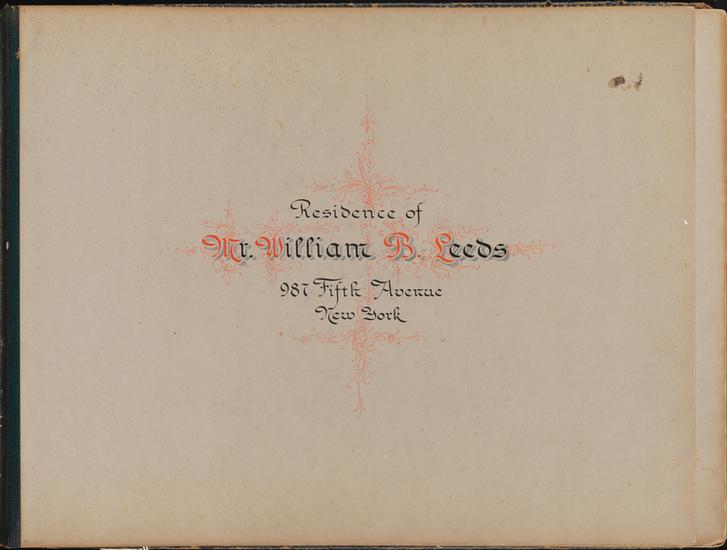 Residence of
Mr. William B. Leeds
987 Fifth Avenue
New York